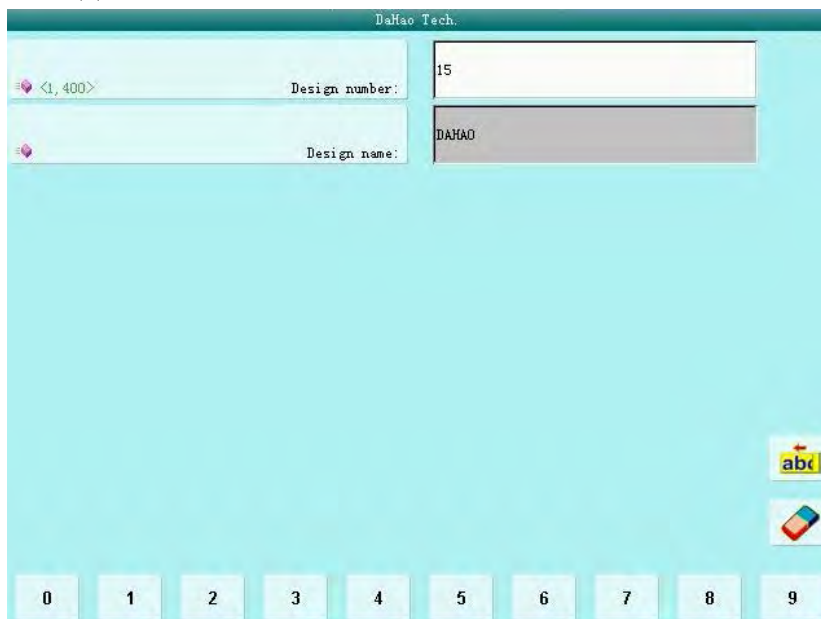 DaHao Tech.
<1,400>
Design number:
15
Design name:
DAHAO
abc
0 1 2 3 4 5 6 7 8 9